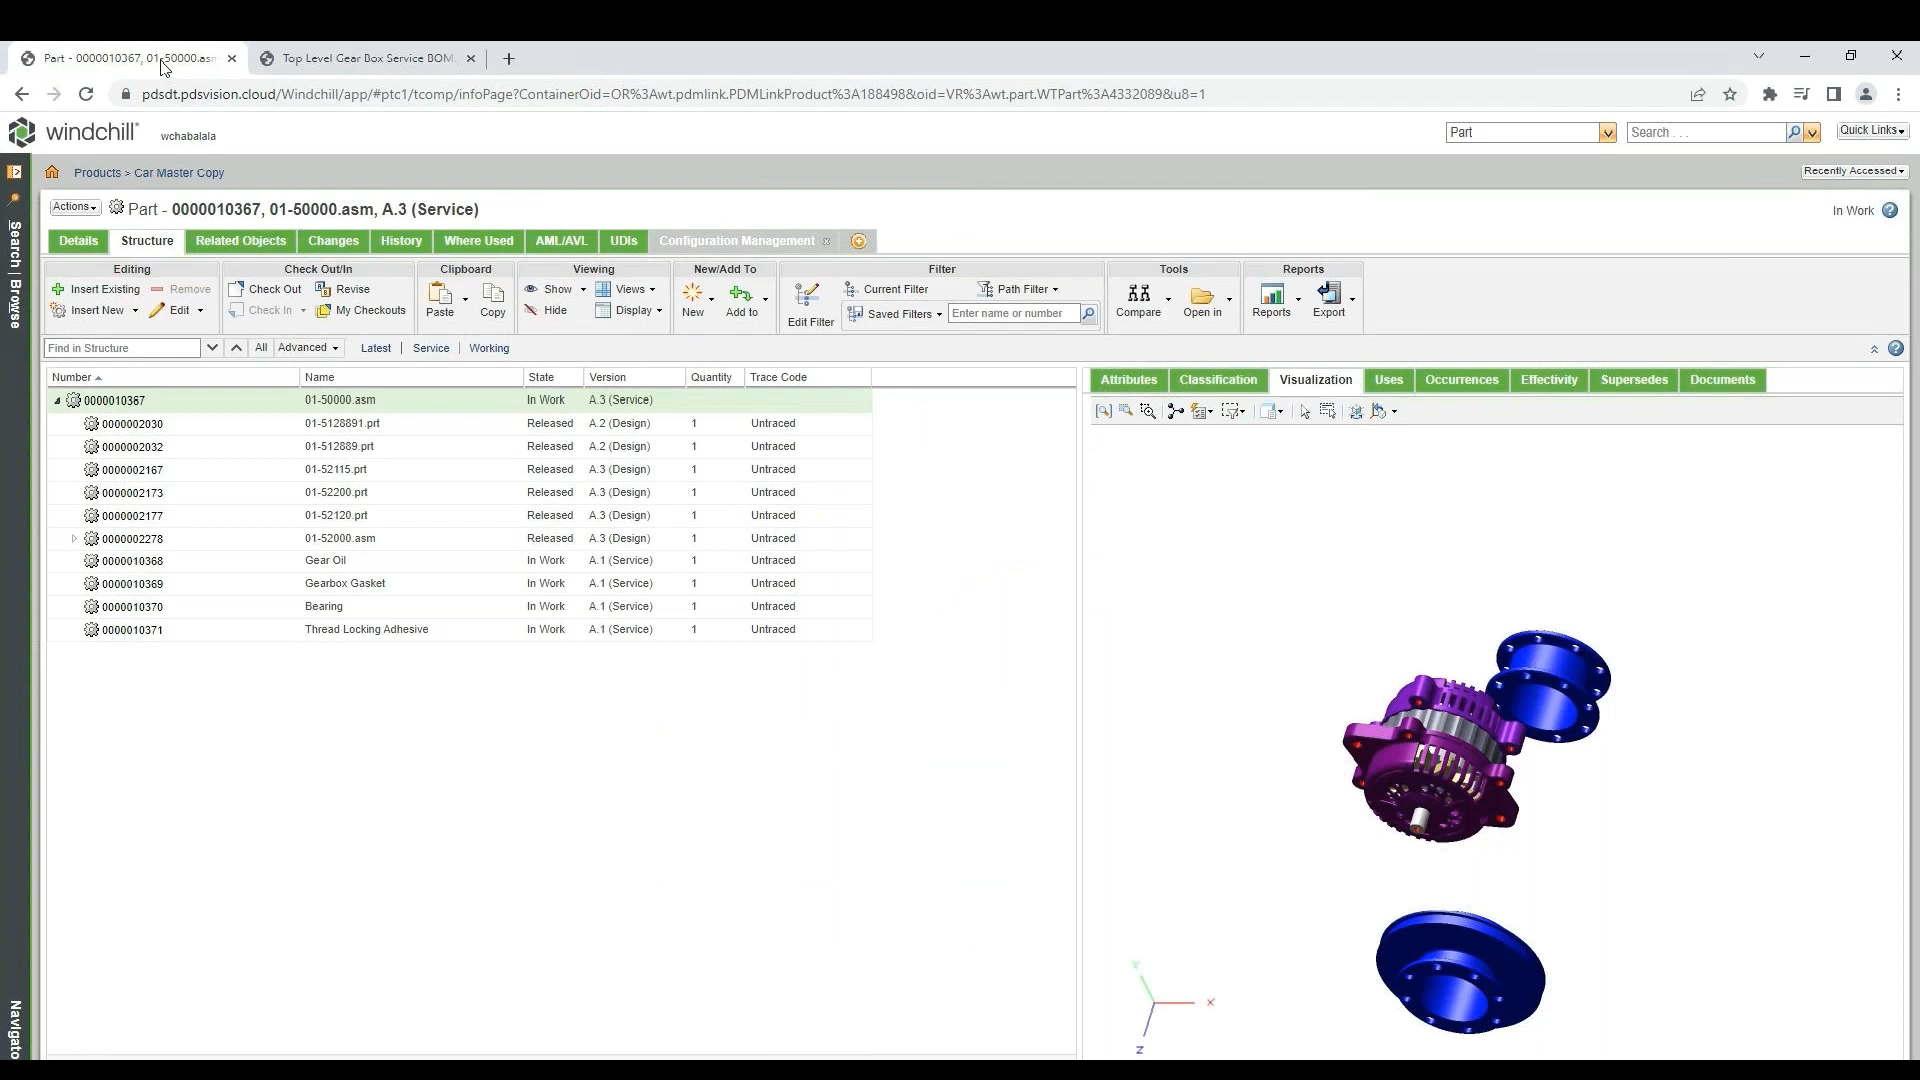 Part - 0000010367, 01-50000.asm
Top Level Gear Box Service BOM
pdsdt.pdsvision.cloud/Windchill/app/#ptc1/tcomp/infoPage?ContainerOid=OR%3Awt.pdmlink.PDMLinkProduct%3A188498&oid=VR%3Awt.part.WTPart%3A4332089&u8=1
windchill wchabalala Part Search . . . Quick Links
Products > Car Master Copy Recently Accessed
Actions Part - 0000010367, 01-50000.asm, A.3 (Service) In Work
Details Structure Related Objects Changes History Where Used AML/AVL UDIs Configuration Management
Editing Check Out/In Clipboard Viewing New/Add To Filter Tools Reports
Insert Existing Remove Check Out Revise Show Views Current Filter Path Filter
Insert New Edit Check In My Checkouts Paste Copy Hide Display New Add to Edit Filter Saved Filters Enter name or number Compare Open in Reports Export
Find in Structure All Advanced Latest Service Working
Number Name State Version Quantity Trace Code
0000010367 01-50000.asm In Work A.3 (Service)
0000002030 01-5128891.prt Released A.2 (Design) 1 Untraced
0000002032 01-512889.prt Released A.2 (Design) 1 Untraced
0000002167 01-52115.prt Released A.3 (Design) 1 Untraced
0000002173 01-52200.prt Released A.3 (Design) 1 Untraced
0000002177 01-52120.prt Released A.3 (Design) 1 Untraced
0000002278 01-52000.asm Released A.3 (Design) 1 Untraced
0000010368 Gear Oil In Work A.1 (Service) 1 Untraced
0000010369 Gearbox Gasket In Work A.1 (Service) 1 Untraced
0000010370 Bearing In Work A.1 (Service) 1 Untraced
0000010371 Thread Locking Adhesive In Work A.1 (Service) 1 Untraced
Attributes Classification Visualization Uses Occurrences Effectivity Supersedes Documents
Y
X
Z
Search | Browse
Navigato